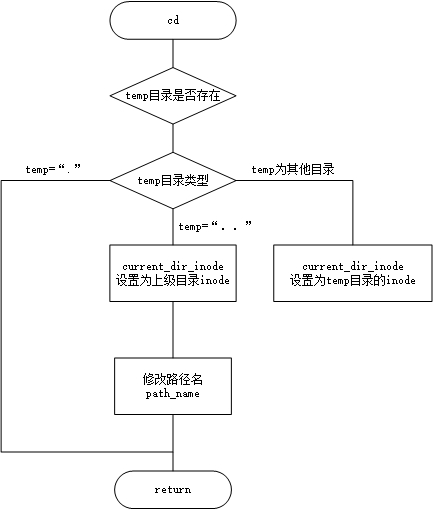 cd
temp目录是否存在
temp=“.”
temp目录类型
temp为其他目录
temp=“. .”
current_dir_inode
设置为上级目录inode
current_dir_inode
设置为temp目录的inode
修改路径名
path_name
return